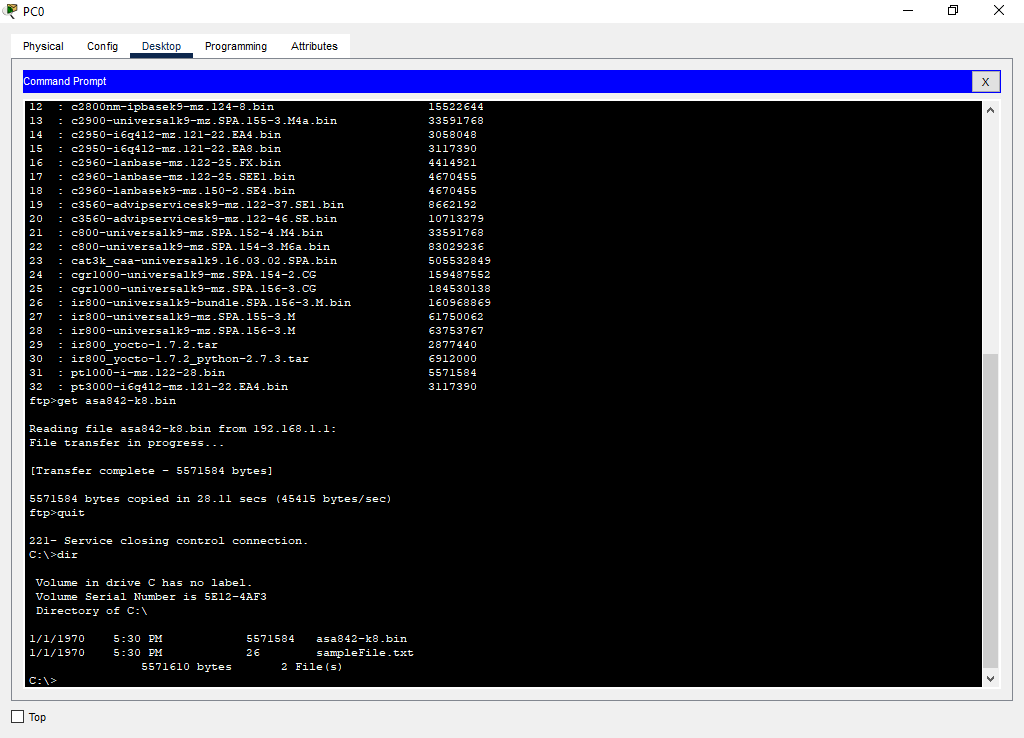 PC0
Physical Config Desktop Programming Attributes
Command Prompt X
12 : c2800nm-ipbasek9-mz.124-8.bin 15522644
13 : c2900-universalk9-mz.SPA.155-3.M4a.bin 33591768
14 : c2950-i6q4l2-mz.121-22.EA4.bin 3058048
15 : c2950-i6q4l2-mz.121-22.EA8.bin 3117390
16 : c2960-lanbase-mz.122-25.FX.bin 4414921
17 : c2960-lanbase-mz.122-25.SEE1.bin 4670455
18 : c2960-lanbasek9-mz.150-2.SE4.bin 4670455
19 : c3560-advipservicesk9-mz.122-37.SE1.bin 8662192
20 : c3560-advipservicesk9-mz.122-46.SE.bin 10713279
21 : c800-universalk9-mz.SPA.152-4.M4.bin 33591768
22 : c800-universalk9-mz.SPA.154-3.M6a.bin 83029236
23 : cat3k_caa-universalk9.16.03.02.SPA.bin 505532849
24 : cgr1000-universalk9-mz.SPA.154-2.CG 159487552
25 : cgr1000-universalk9-mz.SPA.156-3.CG 184530138
26 : ir800-universalk9-bundle.SPA.156-3.M.bin 160968869
27 : ir800-universalk9-mz.SPA.155-3.M 61750062
28 : ir800-universalk9-mz.SPA.156-3.M 63753767
29 : ir800_yocto-1.7.2.tar 2877440
30 : ir800_yocto-1.7.2_python-2.7.3.tar 6912000
31 : pt1000-i-mz.122-28.bin 5571584
32 : pt3000-i6q4l2-mz.121-22.EA4.bin 3117390
ftp>get asa842-k8.bin
Reading file asa842-k8.bin from 192.168.1.1:
File transfer in progress...
[Transfer complete - 5571584 bytes]
5571584 bytes copied in 28.11 secs (45415 bytes/sec)
ftp>quit
221- Service closing control connection.
C:\>dir
Volume in drive C has no label.
Volume Serial Number is 5E12-4AF3
Directory of C:\
1/1/1970 5:30 PM 5571584 asa842-k8.bin
1/1/1970 5:30 PM 26 sampleFile.txt
5571610 bytes 2 File(s)
C:\>
Top